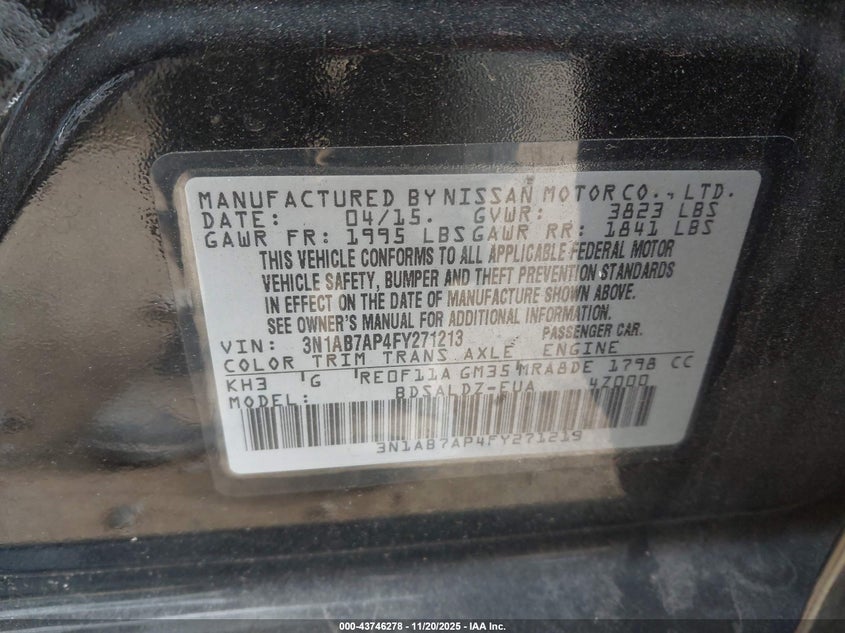 MANUFACTURED BY NISSAN MOTOR CO., LTD.
DATE: 04/15. GVWR: 3823 LBS
GAWR FR: 1995 LBS GAWR RR: 1841 LBS
THIS VEHICLE CONFORMS TO ALL APPLICABLE FEDERAL MOTOR
VEHICLE SAFETY, BUMPER AND THEFT PREVENTION STANDARDS
IN EFFECT ON THE DATE OF MANUFACTURE SHOWN ABOVE.
SEE OWNER'S MANUAL FOR ADDITIONAL INFORMATION.
VIN: 3N1AB7AP4FY271213 PASSENGER CAR.
COLOR TRIM TRANS AXLE ENGINE
KH3 G RE0F11A GM35 MRA8DE 1798 CC
MODEL: BDSALDZ-EUA 4Z000
3N1AB7AP4FY271219
000-43746278 - 11/20/2025 - IAA Inc.